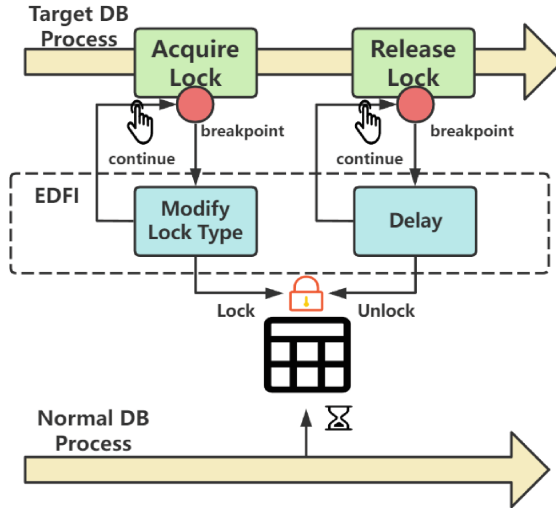 Target DB
Process
Acquire
Lock
Release
Lock
breakpoint
breakpoint
continue
continue
EDFI
Modify
Lock Type
Delay
Lock
Unlock
Normal DB
Process